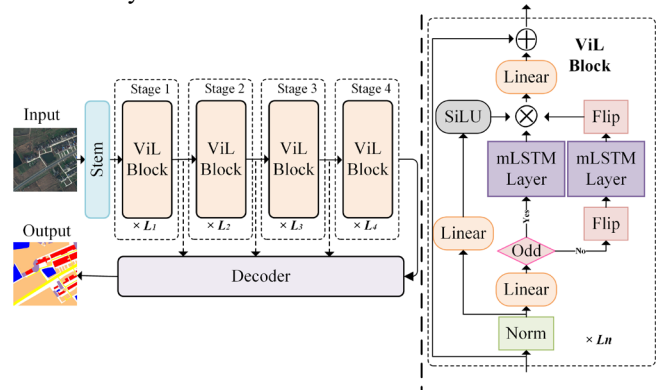 Input
Output
Stem
Stage 1
Stage 2
Stage 3
Stage 4
ViL
Block
ViL
Block
ViL
Block
ViL
Block
× L1
× L2
× L3
× L4
Decoder
ViL
Block
Linear
SiLU
Flip
mLSTM
Layer
mLSTM
Layer
Yes
Flip
Linear
Odd
No
Linear
Norm
× Ln